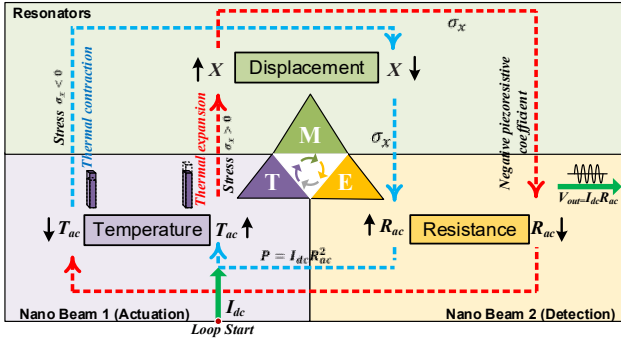 Resonators
σx
↑ X Displacement X ↓
Stress σx < 0
Thermal contraction
Thermal expansion
Stress σx > 0
σx
Negative piezoresistive
coefficient
M
T E
Vout=IdcRac
↓ Tac Temperature Tac ↑
↑ Rac Resistance Rac ↓
P = IdcRac²
Idc
Nano Beam 1 (Actuation)
Nano Beam 2 (Detection)
Loop Start